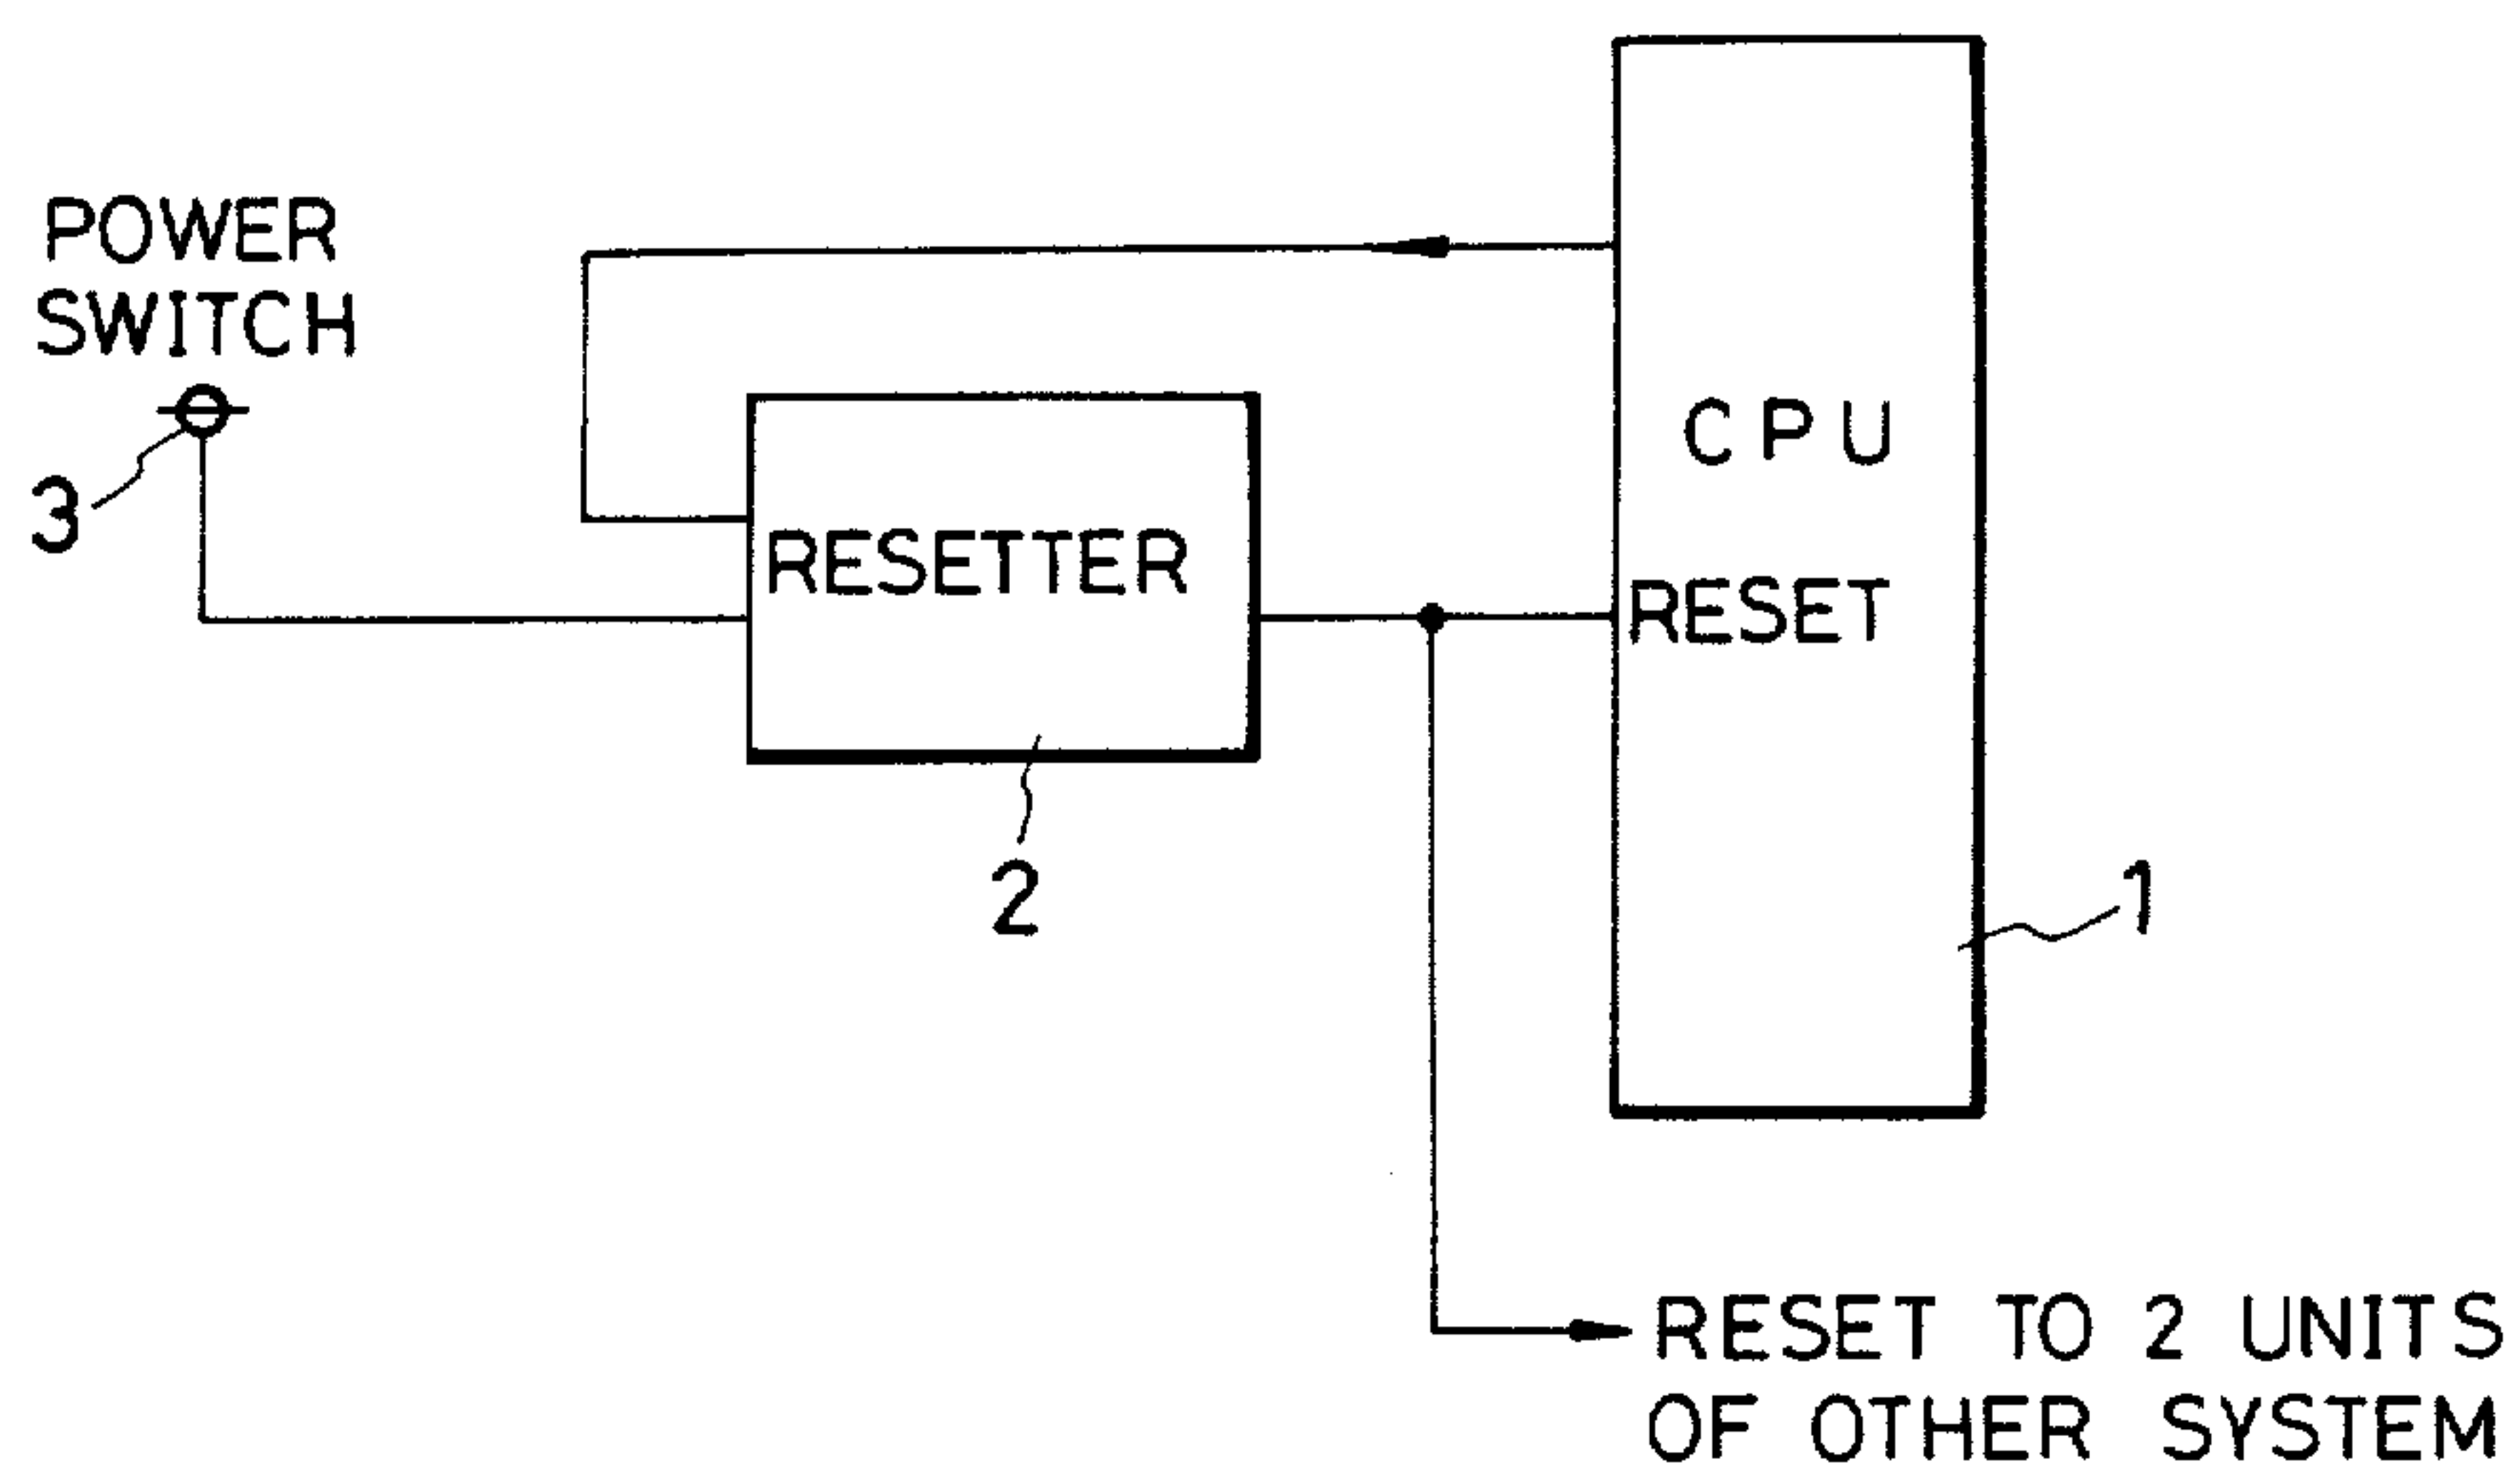 POWER
SWITCH
3
RESETTER
2
CPU
RESET
1
RESET TO 2 UNITS
OF OTHER SYSTEM